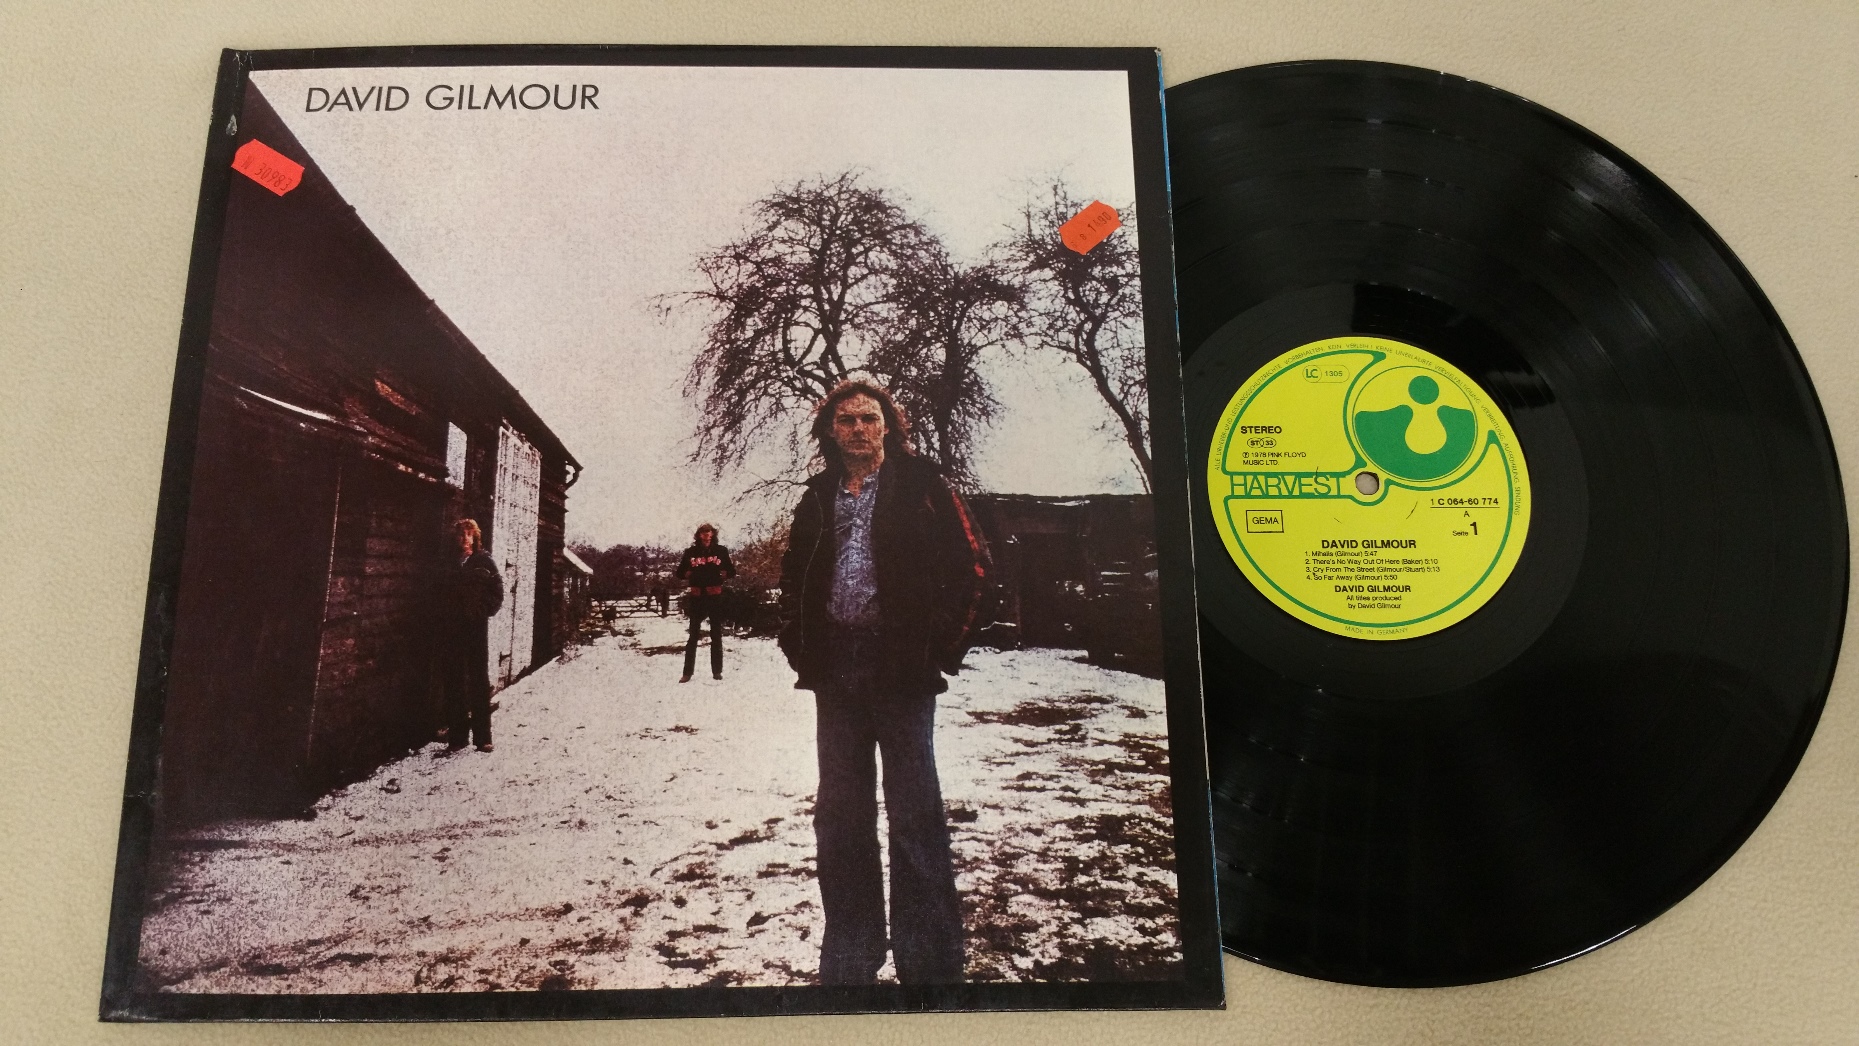 DAVID GILMOUR
N 30983
1490
LC 1305
STEREO
ST 33
Ⓟ 1978 PINK FLOYD
MUSIC LTD.
HARVEST
1 C 064-60 774
A
Seite 1
GEMA
DAVID GILMOUR
1. Mihalis (Gilmour) 5:47
2. There's No Way Out Of Here (Baker) 5:10
3. Cry From The Street (Gilmour/Stuart) 5:13
4. So Far Away (Gilmour) 5:50
DAVID GILMOUR
All titles produced
by David Gilmour
MADE IN GERMANY